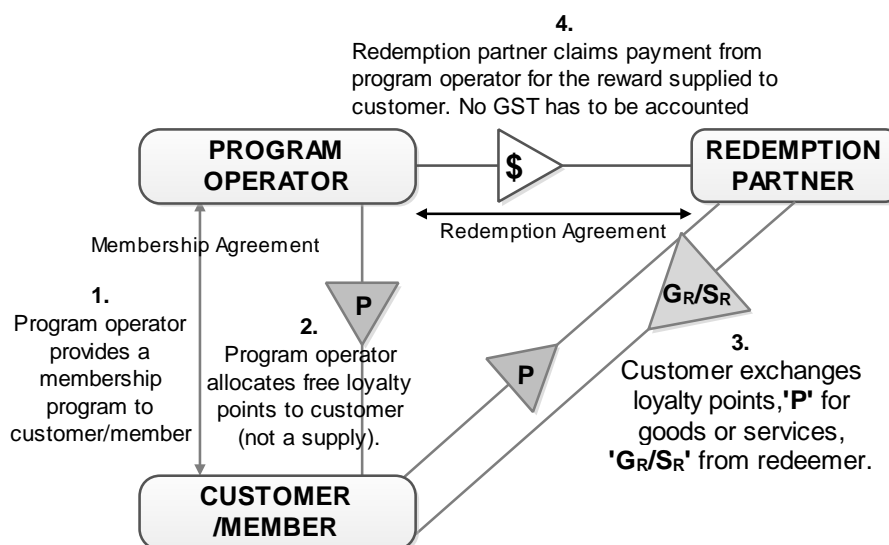 4.
Redemption partner claims payment from
program operator for the reward supplied to
customer. No GST has to be accounted
PROGRAM
OPERATOR
$
REDEMPTION
PARTNER
Membership Agreement
Redemption Agreement
1.
Program operator
provides a
membership
program to
customer/member
P
2.
Program operator
allocates free loyalty
points to customer
(not a supply).
P
GR/SR
3.
Customer exchanges
loyalty points,'P' for
goods or services,
'GR/SR' from redeemer.
CUSTOMER
/MEMBER